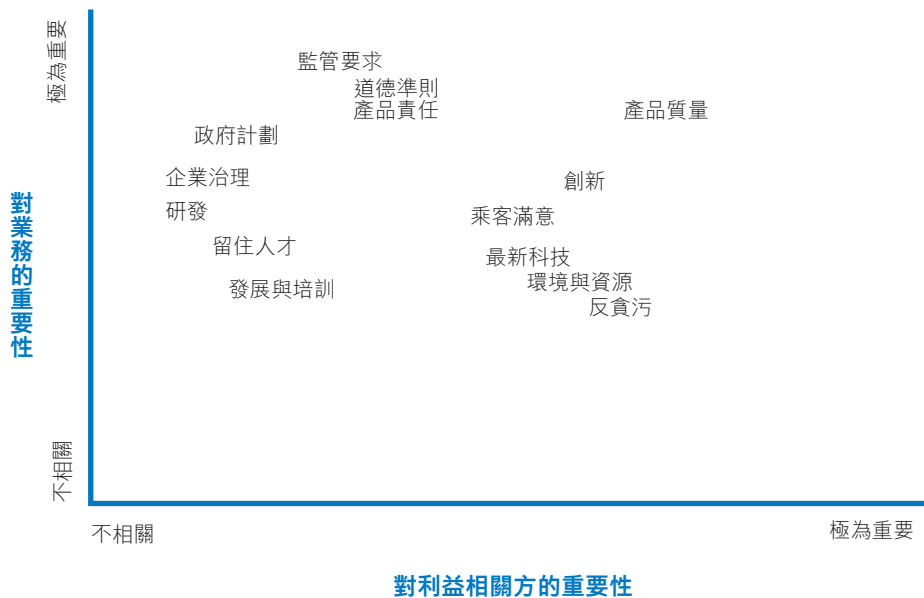 極為重要
監管要求
道德準則
產品責任
產品質量
政府計劃
企業治理
創新
研發
乘客滿意
留住人才
最新科技
環境與資源
發展與培訓
反貪污
對業務的重要性
不相關
不相關
極為重要
對利益相關方的重要性